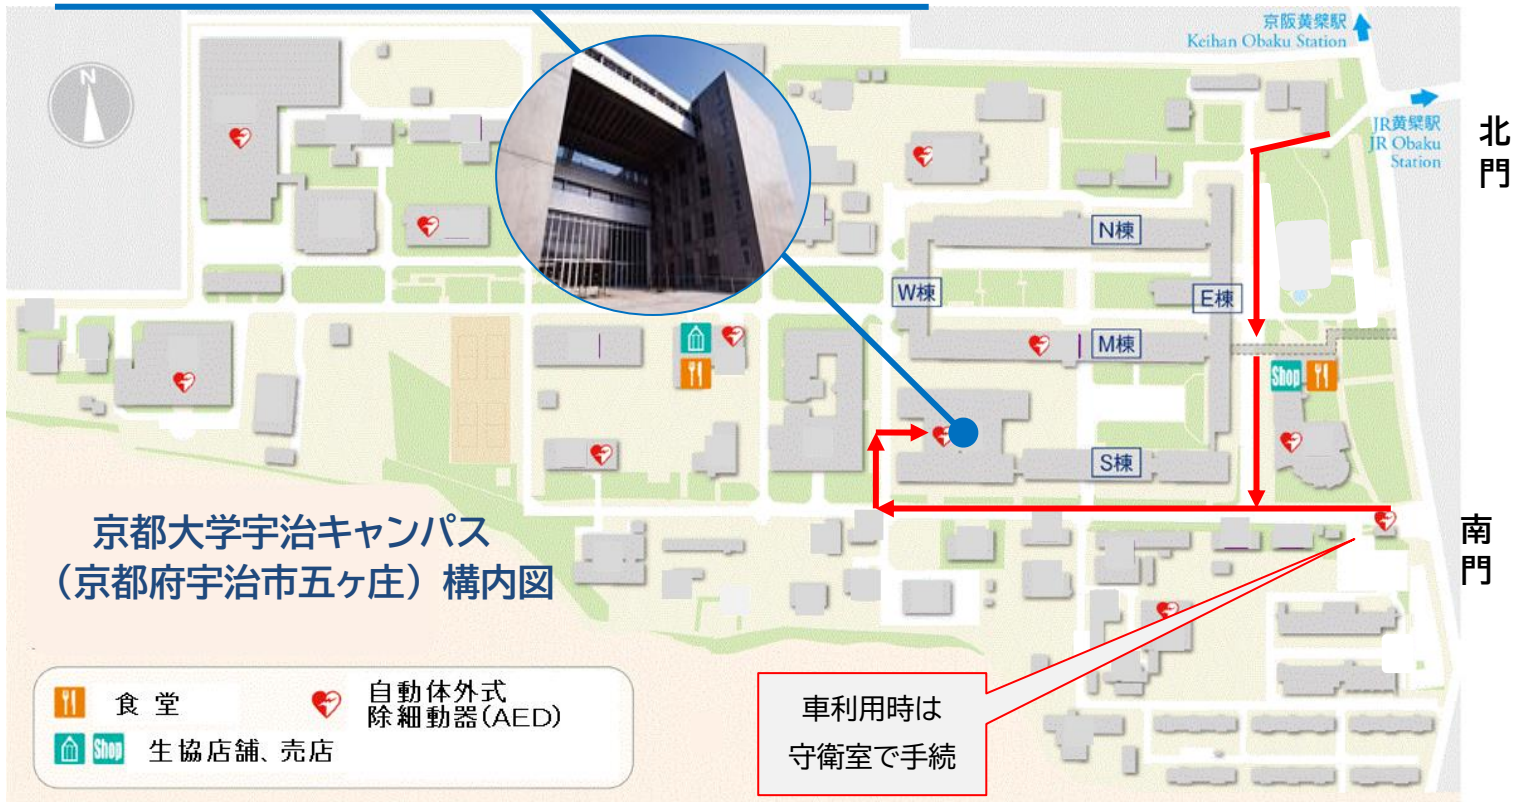 京阪黄檗駅
Keihan Obaku Station
N
JR黄檗駅
JR Obaku
Station
北
門
N棟
W棟
E棟
M棟
Shop
S棟
南
門
京都大学宇治キャンパス
（京都府宇治市五ヶ庄）構内図
食堂
自動体外式
除細動器(AED)
Shop
生協店舗、売店
車利用時は
守衛室で手続